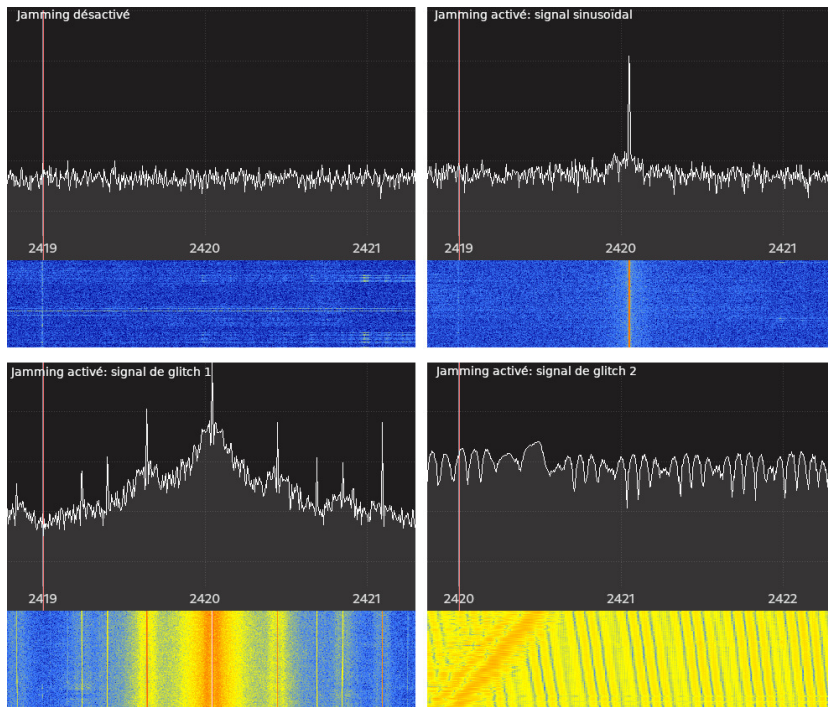 Jamming désactivé
2419 2420 2421
Jamming activé: signal sinusoïdal
2419 2420 2421
Jamming activé: signal de glitch 1
2419 2420 2421
Jamming activé: signal de glitch 2
2420 2421 2422